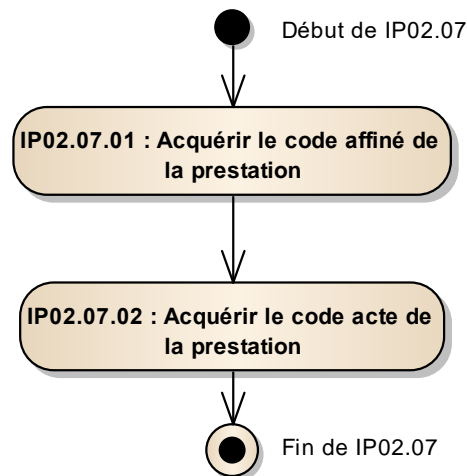 Début de IP02.07
IP02.07.01 : Acquérir le code affiné de
la prestation
IP02.07.02 : Acquérir le code acte de
la prestation
Fin de IP02.07